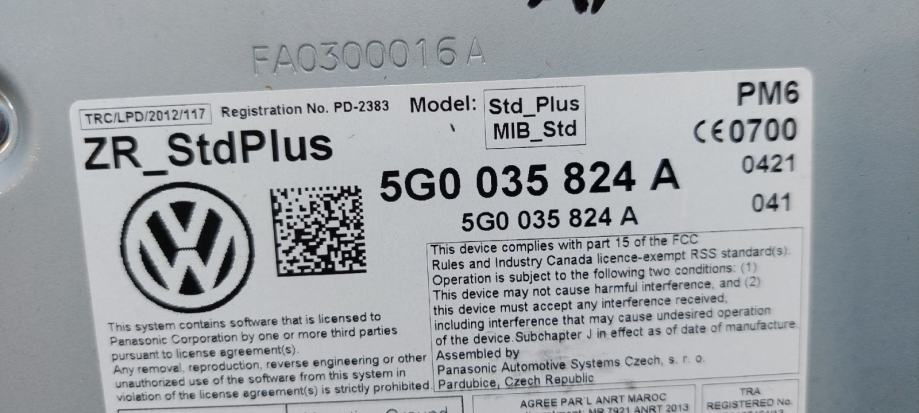 FA0300016A
TRC/LPD/2012/117 Registration No. PD-2383 Model: Std_Plus PM6
MIB_Std
ZR_StdPlus
CE0700
5G0 035 824 A 0421
5G0 035 824 A 041
This device complies with part 15 of the FCC
Rules and Industry Canada licence-exempt RSS standard(s).
Operation is subject to the following two conditions: (1)
This device may not cause harmful interference, and (2)
this device must accept any interference received,
including interference that may cause undesired operation
of the device.Subchapter J in effect as of date of manufacture.
Assembled by
Panasonic Automotive Systems Czech, s. r. o.
Pardubice, Czech Republic
This system contains software that is licensed to
Panasonic Corporation by one or more third parties
pursuant to license agreement(s).
Any removal, reproduction, reverse engineering or other
unauthorized use of the software from this system in
violation of the license agreement(s) is strictly prohibited.
AGREE PAR L ANRT MAROC
MR 7921 ANRT 2013
TRA
REGISTERED No.